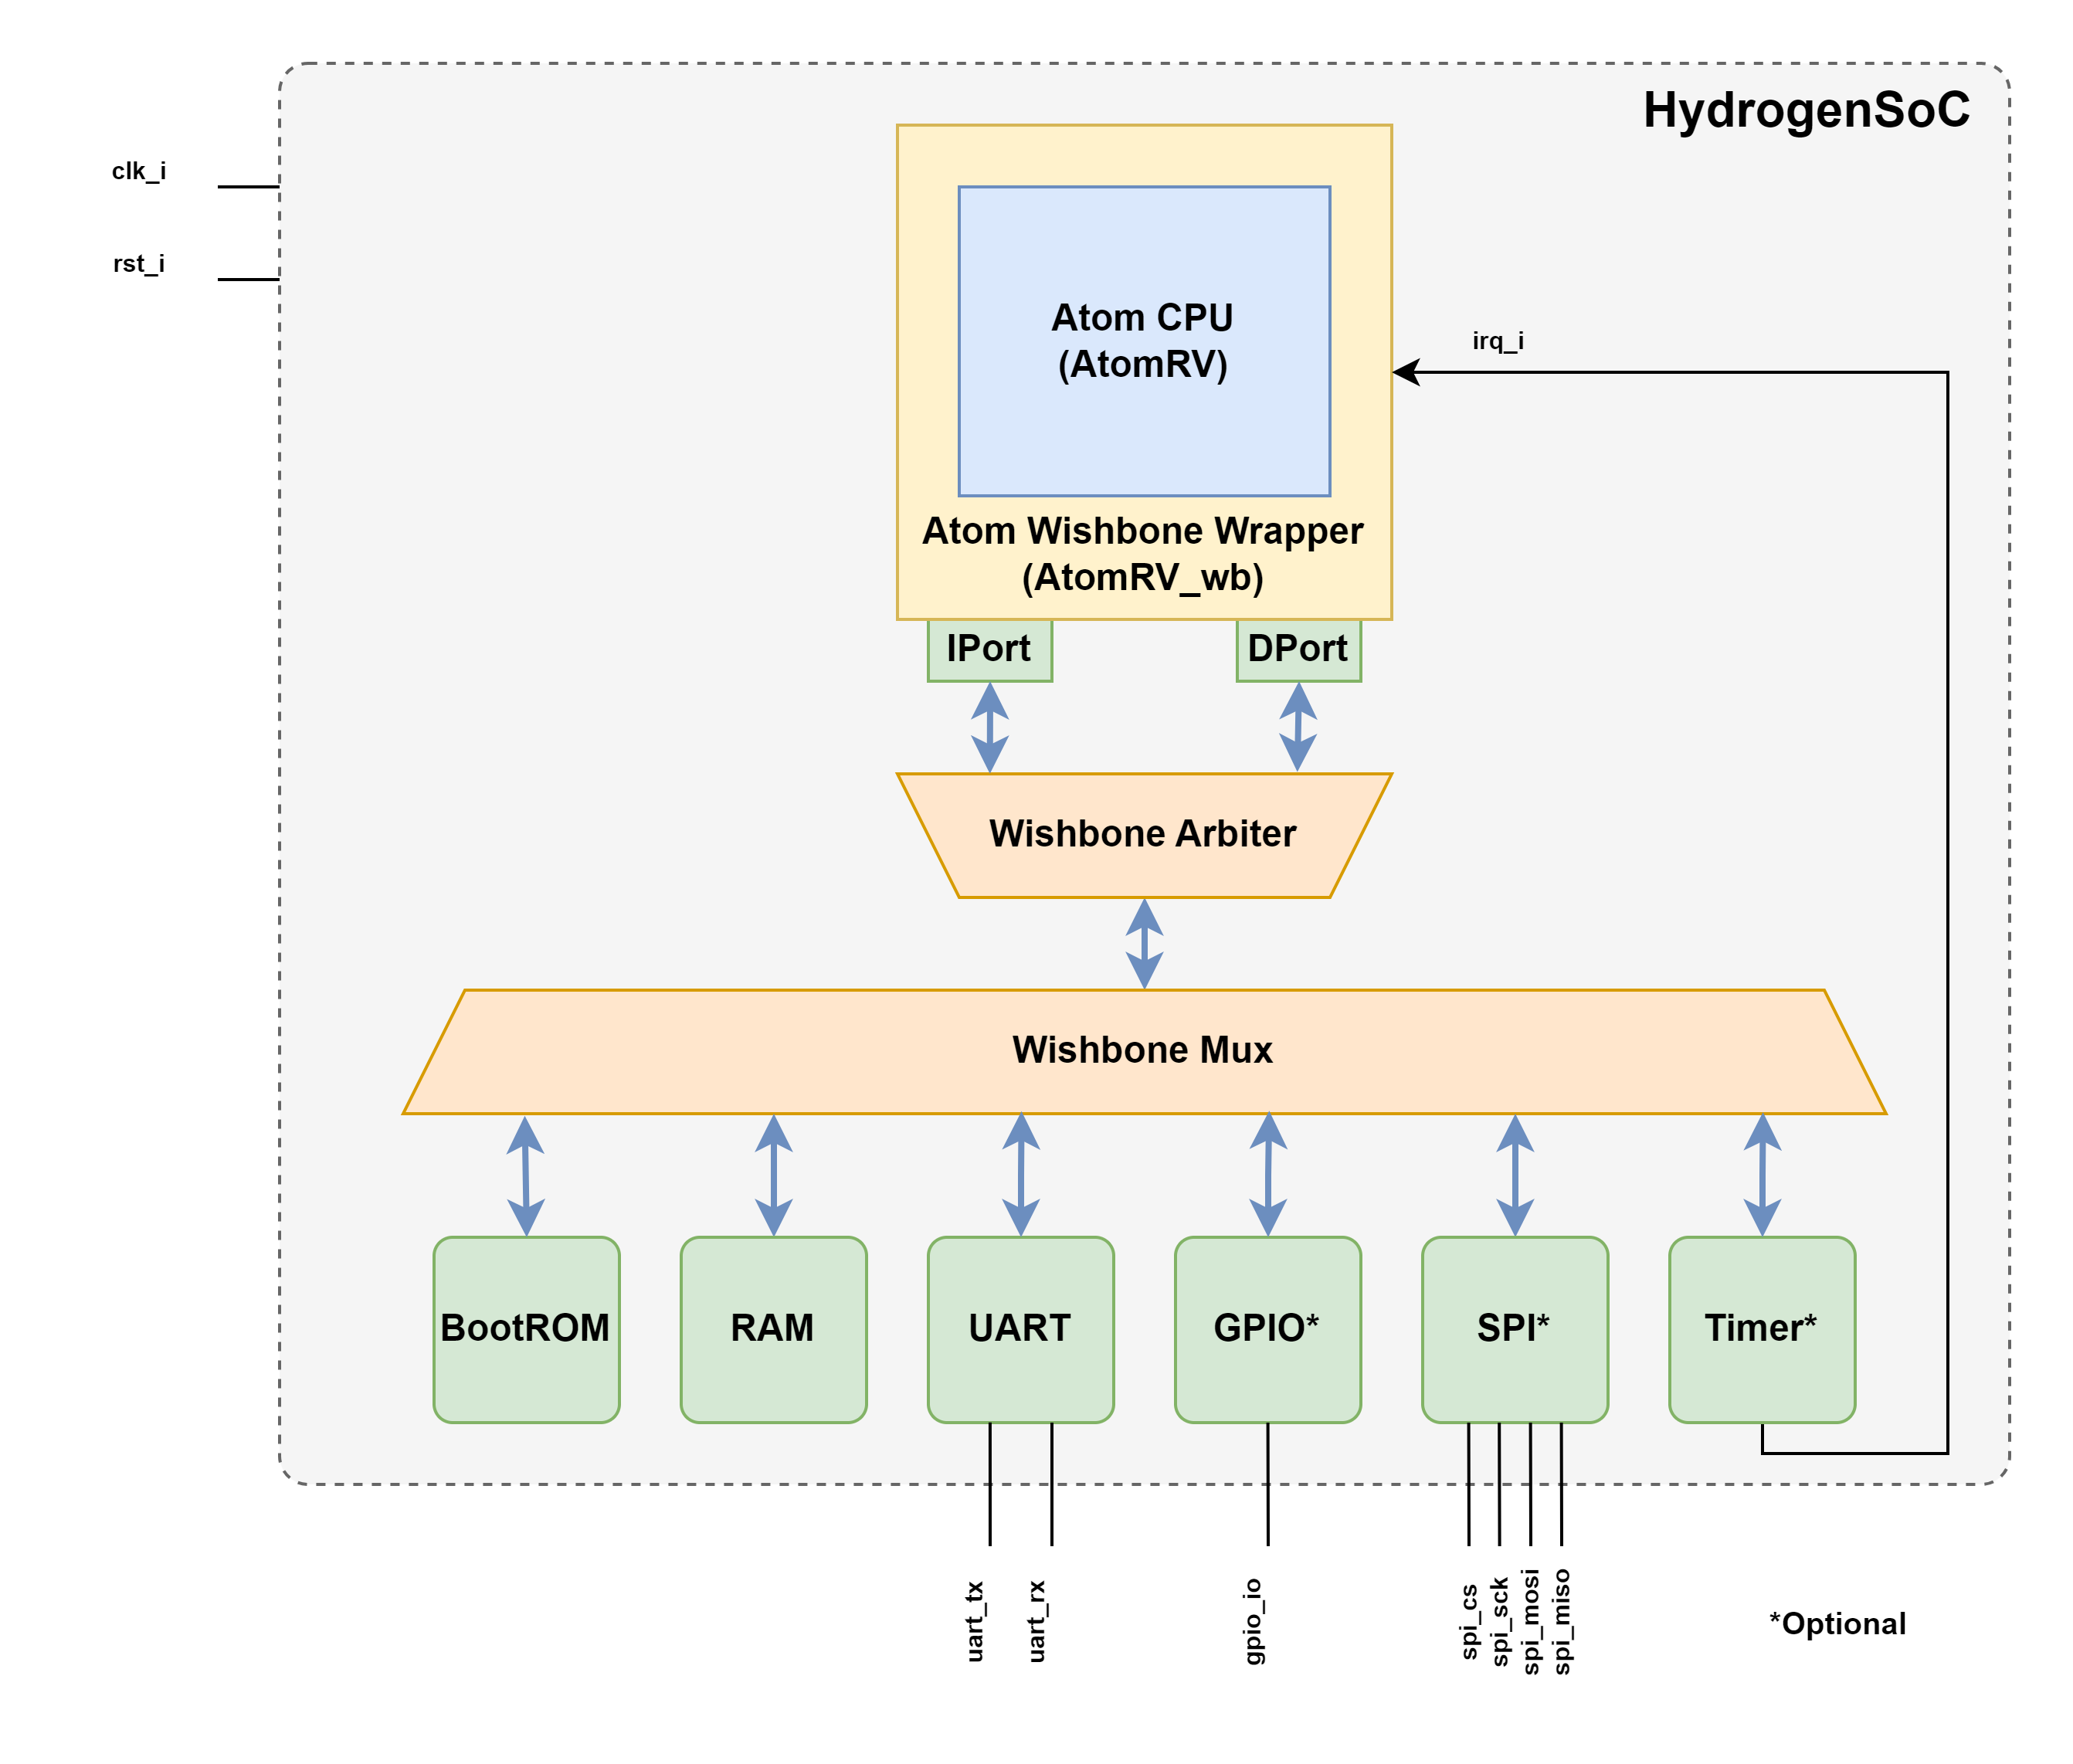 HydrogenSoC
clk_i
rst_i
Atom CPU
(AtomRV)
irq_i
Atom Wishbone Wrapper
(AtomRV_wb)
IPort
DPort
Wishbone Arbiter
Wishbone Mux
BootROM
RAM
UART
GPIO*
SPI*
Timer*
uart_tx
uart_rx
gpio_io
spi_cs
spi_sck
spi_mosi
spi_miso
*Optional